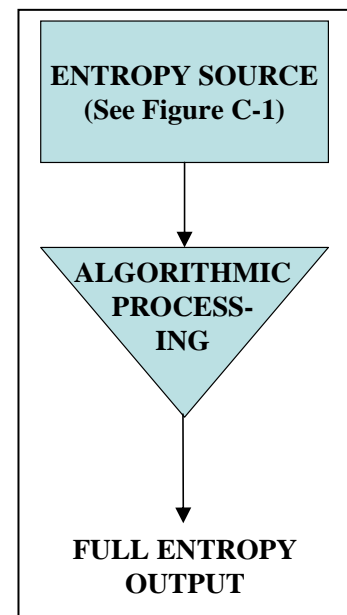 ENTROPY SOURCE
(See Figure C-1)
ALGORITHMIC
PROCESS-
ING
FULL ENTROPY
OUTPUT